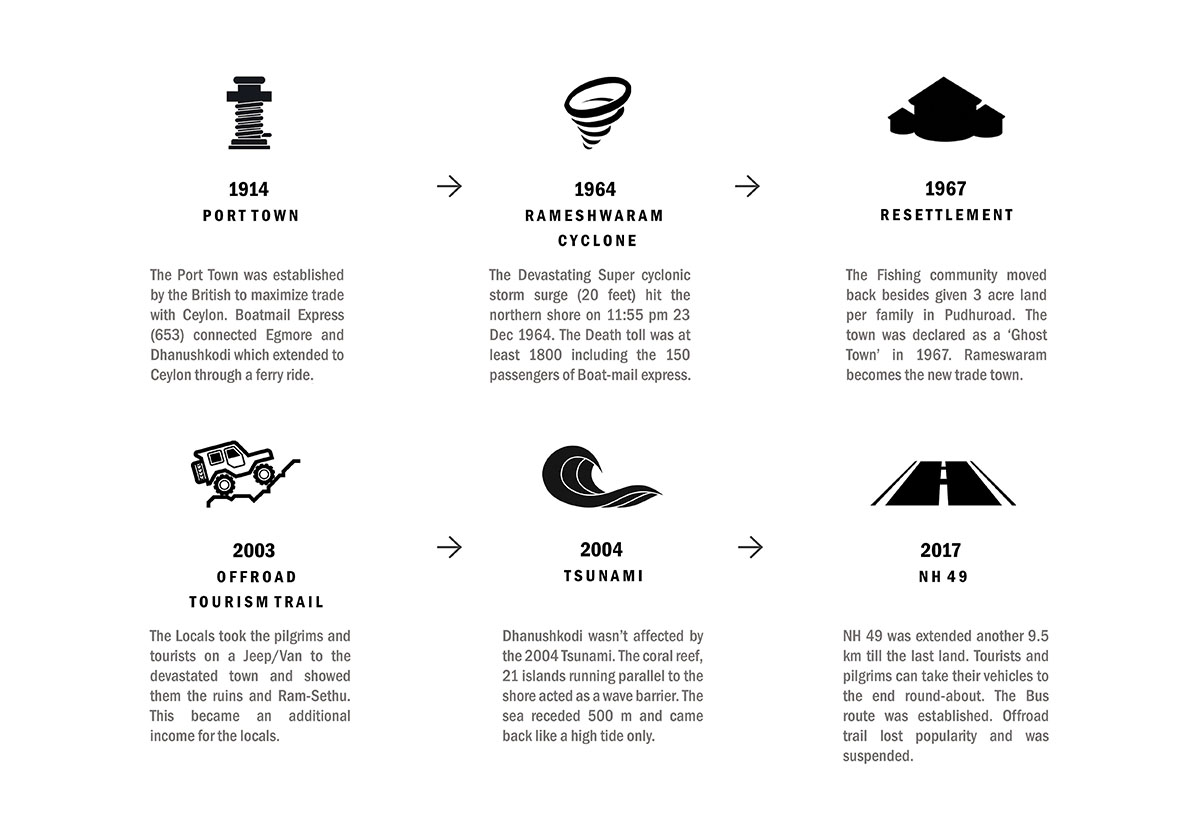 1914
PORT TOWN
The Port Town was established
by the British to maximize trade
with Ceylon. Boatmail Express
(653) connected Egmore and
Dhanushkodi which extended to
Ceylon through a ferry ride.
1964
RAMESHWARAM
CYCLONE
The Devastating Super cyclonic
storm surge (20 feet) hit the
northern shore on 11:55 pm 23
Dec 1964. The Death toll was at
least 1800 including the 150
passengers of Boat-mail express.
1967
RESETTLEMENT
The Fishing community moved
back besides given 3 acre land
per family in Pudhuroad. The
town was declared as a ‘Ghost
Town’ in 1967. Rameswaram
becomes the new trade town.
2003
OFFROAD
TOURISM TRAIL
The Locals took the pilgrims and
tourists on a Jeep/Van to the
devastated town and showed
them the ruins and Ram-Sethu.
This became an additional
income for the locals.
2004
TSUNAMI
Dhanushkodi wasn’t affected by
the 2004 Tsunami. The coral reef,
21 islands running parallel to the
shore acted as a wave barrier. The
sea receded 500 m and came
back like a high tide only.
2017
NH 49
NH 49 was extended another 9.5
km till the last land. Tourists and
pilgrims can take their vehicles to
the end round-about. The Bus
route was established. Offroad
trail lost popularity and was
suspended.